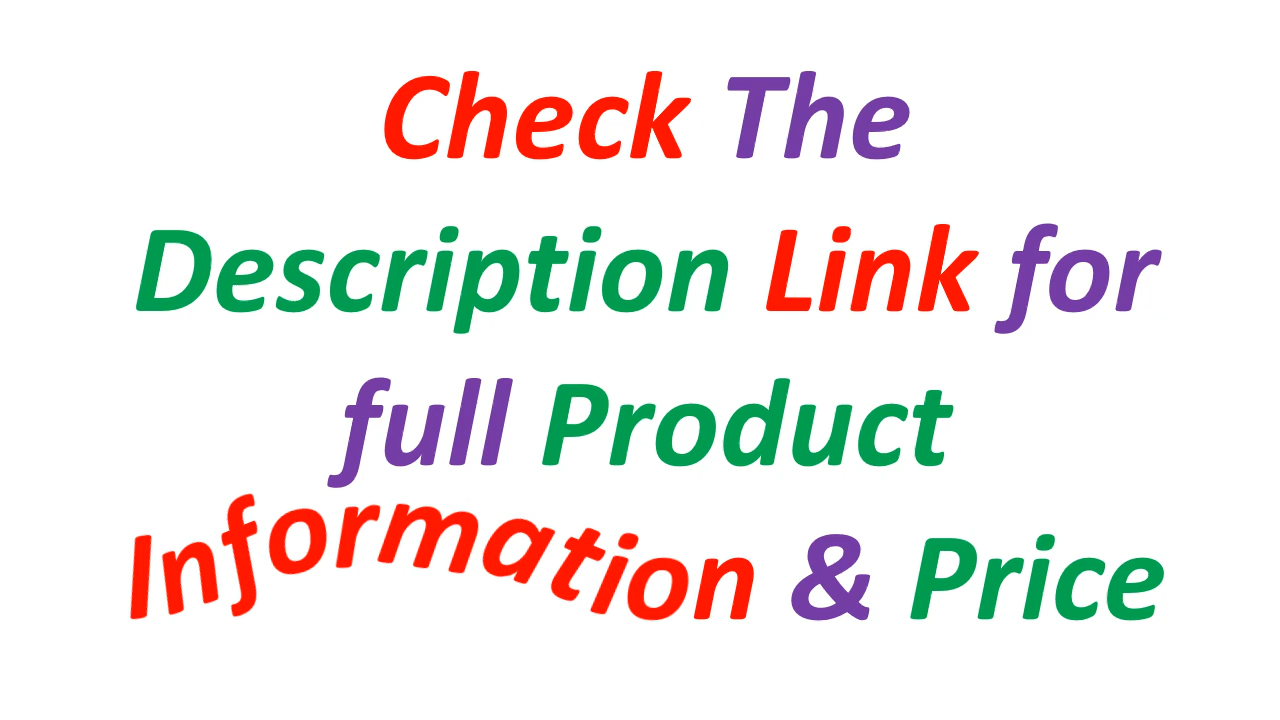 Check The
Description Link for
full Product
Information & Price